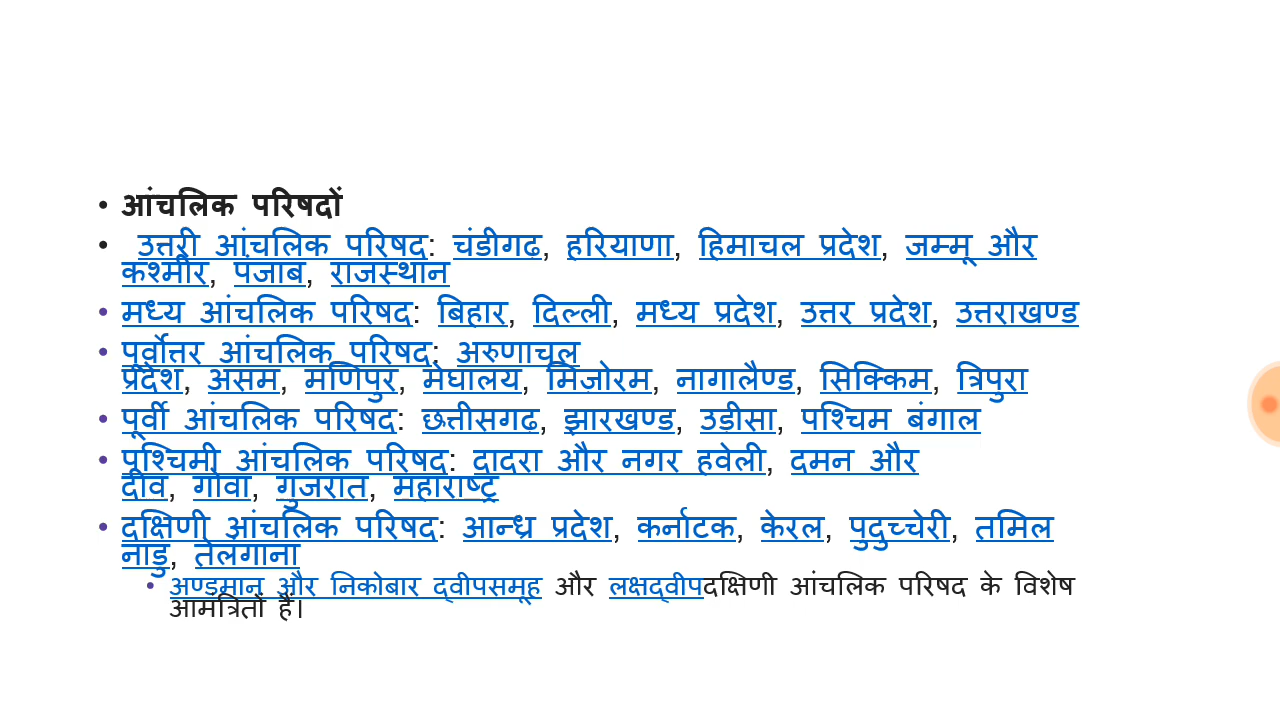 • आंचलिक परिषदों
• उत्तरी आंचलिक परिषद: चंडीगढ, हरियाणा, हिमाचल प्रदेश, जम्मू और
कश्मीर, पंजाब, राजस्थान
• मध्य आंचलिक परिषद: बिहार, दिल्ली, मध्य प्रदेश, उत्तर प्रदेश, उत्तराखण्ड
• पूर्वोत्तर आंचलिक परिषद: अरुणाचल
प्रदेश, असम, मणिपुर, मेघालय, मिजोरम, नागालैण्ड, सिक्किम, त्रिपुरा
• पूर्वी आंचलिक परिषद: छत्तीसगढ, झारखण्ड, उड़ीसा, पश्चिम बंगाल
• पश्चिमी आंचलिक परिषद: दादरा और नगर हवेली, दमन और
दीव, गोवा, गुजरात, महाराष्ट्र
• दक्षिणी आंचलिक परिषद: आन्ध्र प्रदेश, कर्नाटक, केरल, पुदुच्चेरी, तमिल
नाडु, तेलंगाना
• अण्डमान और निकोबार द्वीपसमूह और लक्षद्वीपदक्षिणी आंचलिक परिषद के विशेष
आमंत्रितों हैं।